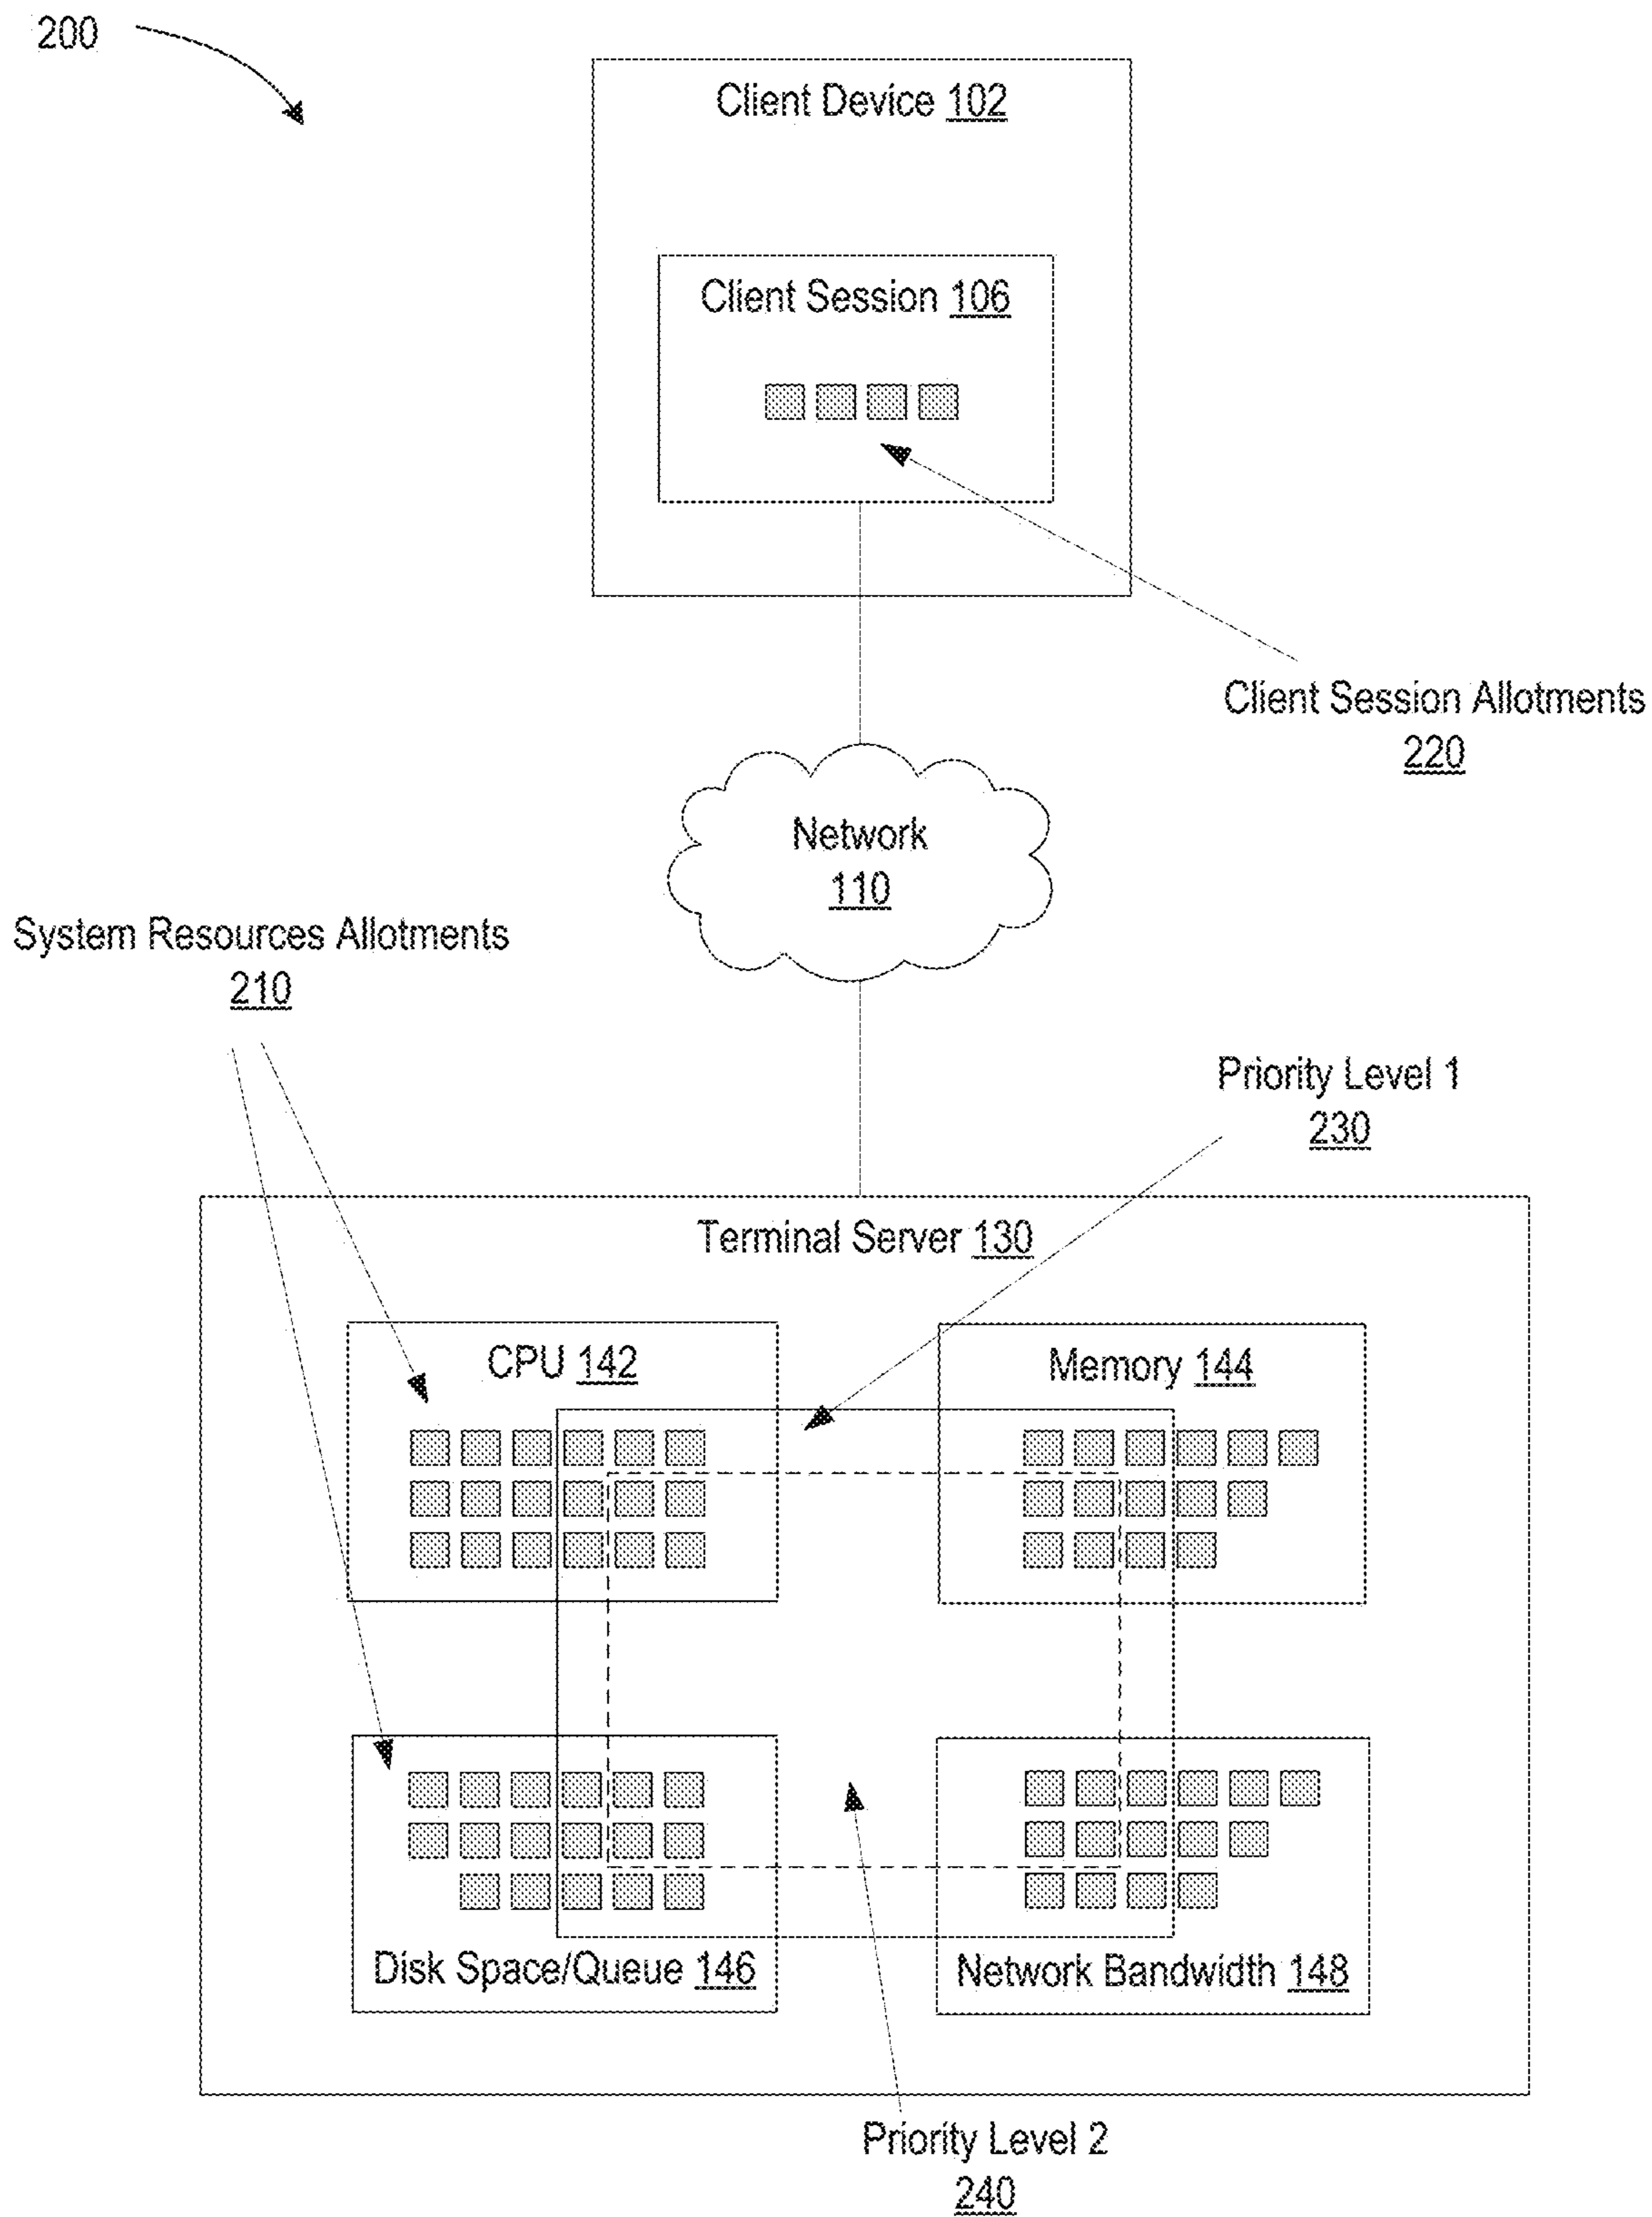 200
Client Device 102
Client Session 106
Client Session Allotments
220
Network
110
System Resources Allotments
210
Priority Level 1
230
Terminal Server 130
CPU 142
Memory 144
Disk Space/Queue 146
Network Bandwidth 148
Priority Level 2
240